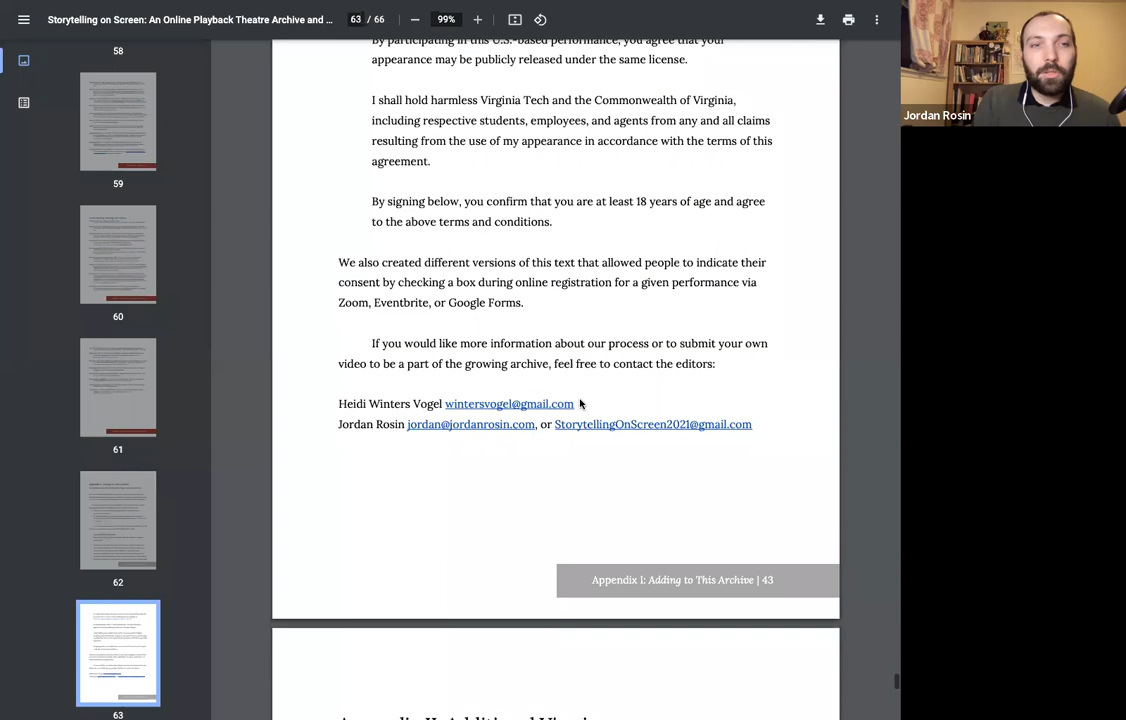 Storytelling on Screen: An Online Playback Theatre Archive and ...
63 / 66
99%
Jordan Rosin
58
59
60
61
62
63
By participating in this U.S.-based performance, you agree that your
appearance may be publicly released under the same license.
I shall hold harmless Virginia Tech and the Commonwealth of Virginia,
including respective students, employees, and agents from any and all claims
resulting from the use of my appearance in accordance with the terms of this
agreement.
By signing below, you confirm that you are at least 18 years of age and agree
to the above terms and conditions.
We also created different versions of this text that allowed people to indicate their
consent by checking a box during online registration for a given performance via
Zoom, Eventbrite, or Google Forms.
If you would like more information about our process or to submit your own
video to be a part of the growing archive, feel free to contact the editors:
Heidi Winters Vogel wintersvogel@gmail.com
Jordan Rosin jordan@jordanrosin.com, or StorytellingOnScreen2021@gmail.com
Appendix I: Adding to This Archive | 43